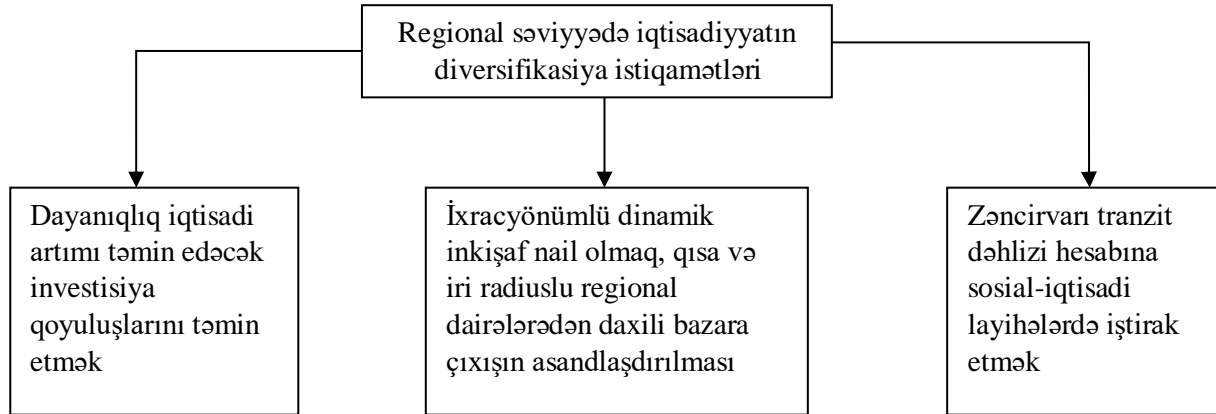 Regional səviyyədə iqtisadiyyatın
diversifikasiya istiqamətləri
Dayanıqlıq iqtisadi
artımı təmin edəcək
investisiya
qoyuluşlarını təmin
etmək
İxracyönümlü dinamik
inkişaf nail olmaq, qısa və
iri radiuslu regional
dairələrədən daxili bazara
çıxışın asandlaşdırılması
Zəncirvarı tranzit
dəhlizi hesabına
sosial-iqtisadi
layihələrdə iştirak
etmək